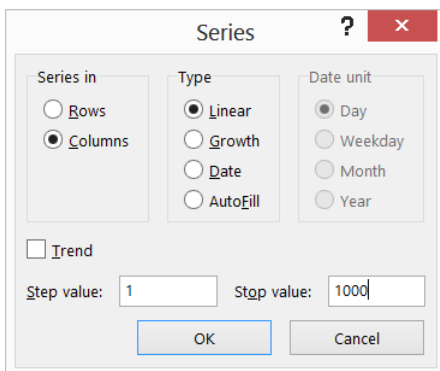 Series ? ×
Series in Type Date unit
Rows Linear Day
Columns Growth Weekday
Date Month
AutoFill Year
Trend
Step value: 1 Stop value: 1000
OK Cancel